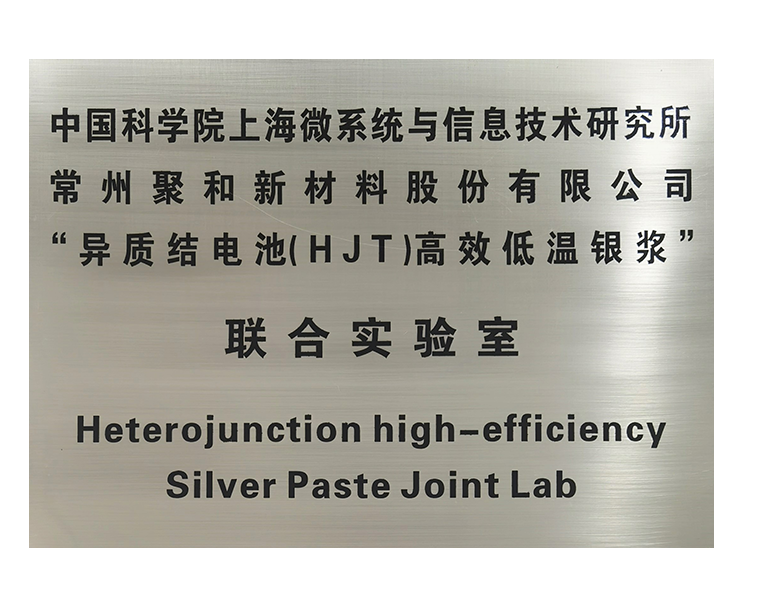 中国科学院上海微系统与信息技术研究所
常州聚和新材料股份有限公司
“异质结电池(HJT)高效低温银浆”
联合实验室
Heterojunction high-efficiency
Silver Paste Joint Lab